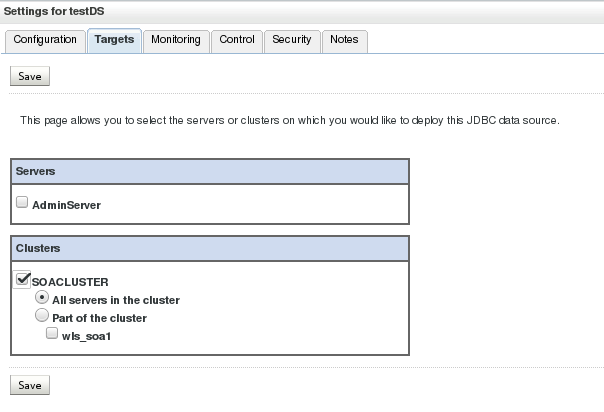 Settings for testDS
Configuration Targets Monitoring Control Security Notes
Save
This page allows you to select the servers or clusters on which you would like to deploy this JDBC data source.
Servers
AdminServer
Clusters
SOACLUSTER
All servers in the cluster
Part of the cluster
wls_soa1
Save